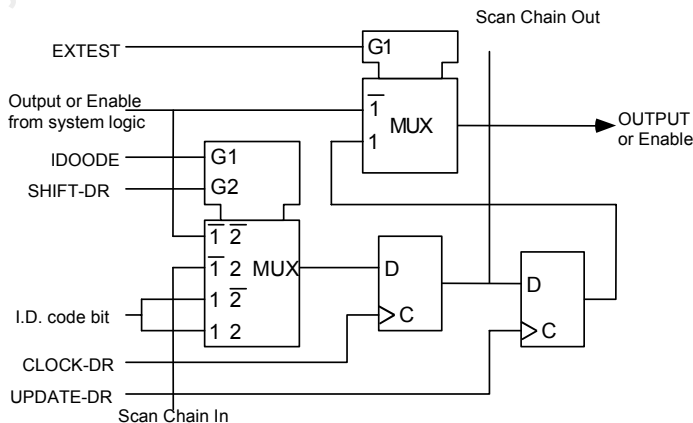 Scan Chain Out
EXTEST
G1
Output or Enable
from system logic
1̅
MUX
1
OUTPUT
or Enable
IDOODE
G1
SHIFT-DR
G2
1̅ 2̅
1̅ 2 MUX
1 2̅
1 2
D
C
D
C
I.D. code bit
CLOCK-DR
UPDATE-DR
Scan Chain In